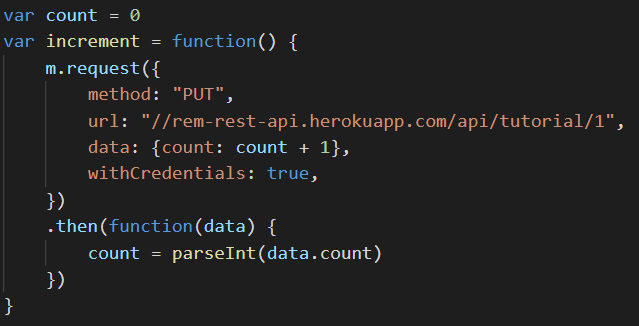 var count = 0
var increment = function() {
    m.request({
        method: "PUT",
        url: "//rem-rest-api.herokuapp.com/api/tutorial/1",
        data: {count: count + 1},
        withCredentials: true,
    })
    .then(function(data) {
        count = parseInt(data.count)
    })
}